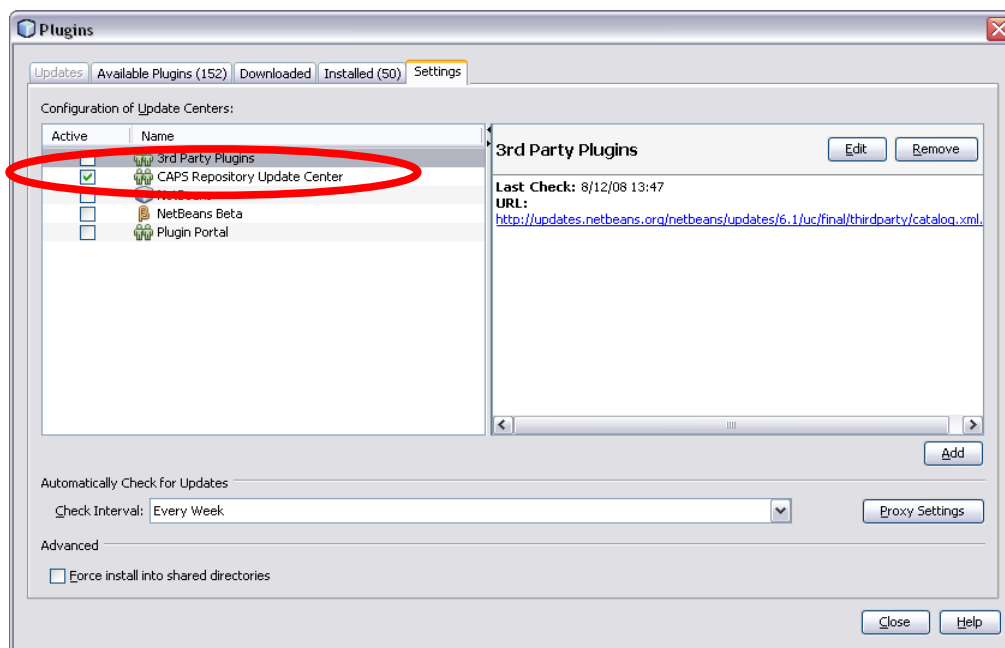 Plugins
Updates Available Plugins (152) Downloaded Installed (50) Settings
Configuration of Update Centers:
Active Name
3rd Party Plugins
CAPS Repository Update Center
NetBeans
NetBeans Beta
Plugin Portal
3rd Party Plugins Edit Remove
Last Check: 8/12/08 13:47
URL:
http://updates.netbeans.org/netbeans/updates/6.1/uc/final/thirdparty/catalog.xml.
Add
Automatically Check for Updates
Check Interval: Every Week Proxy Settings
Advanced
Force install into shared directories
Close Help